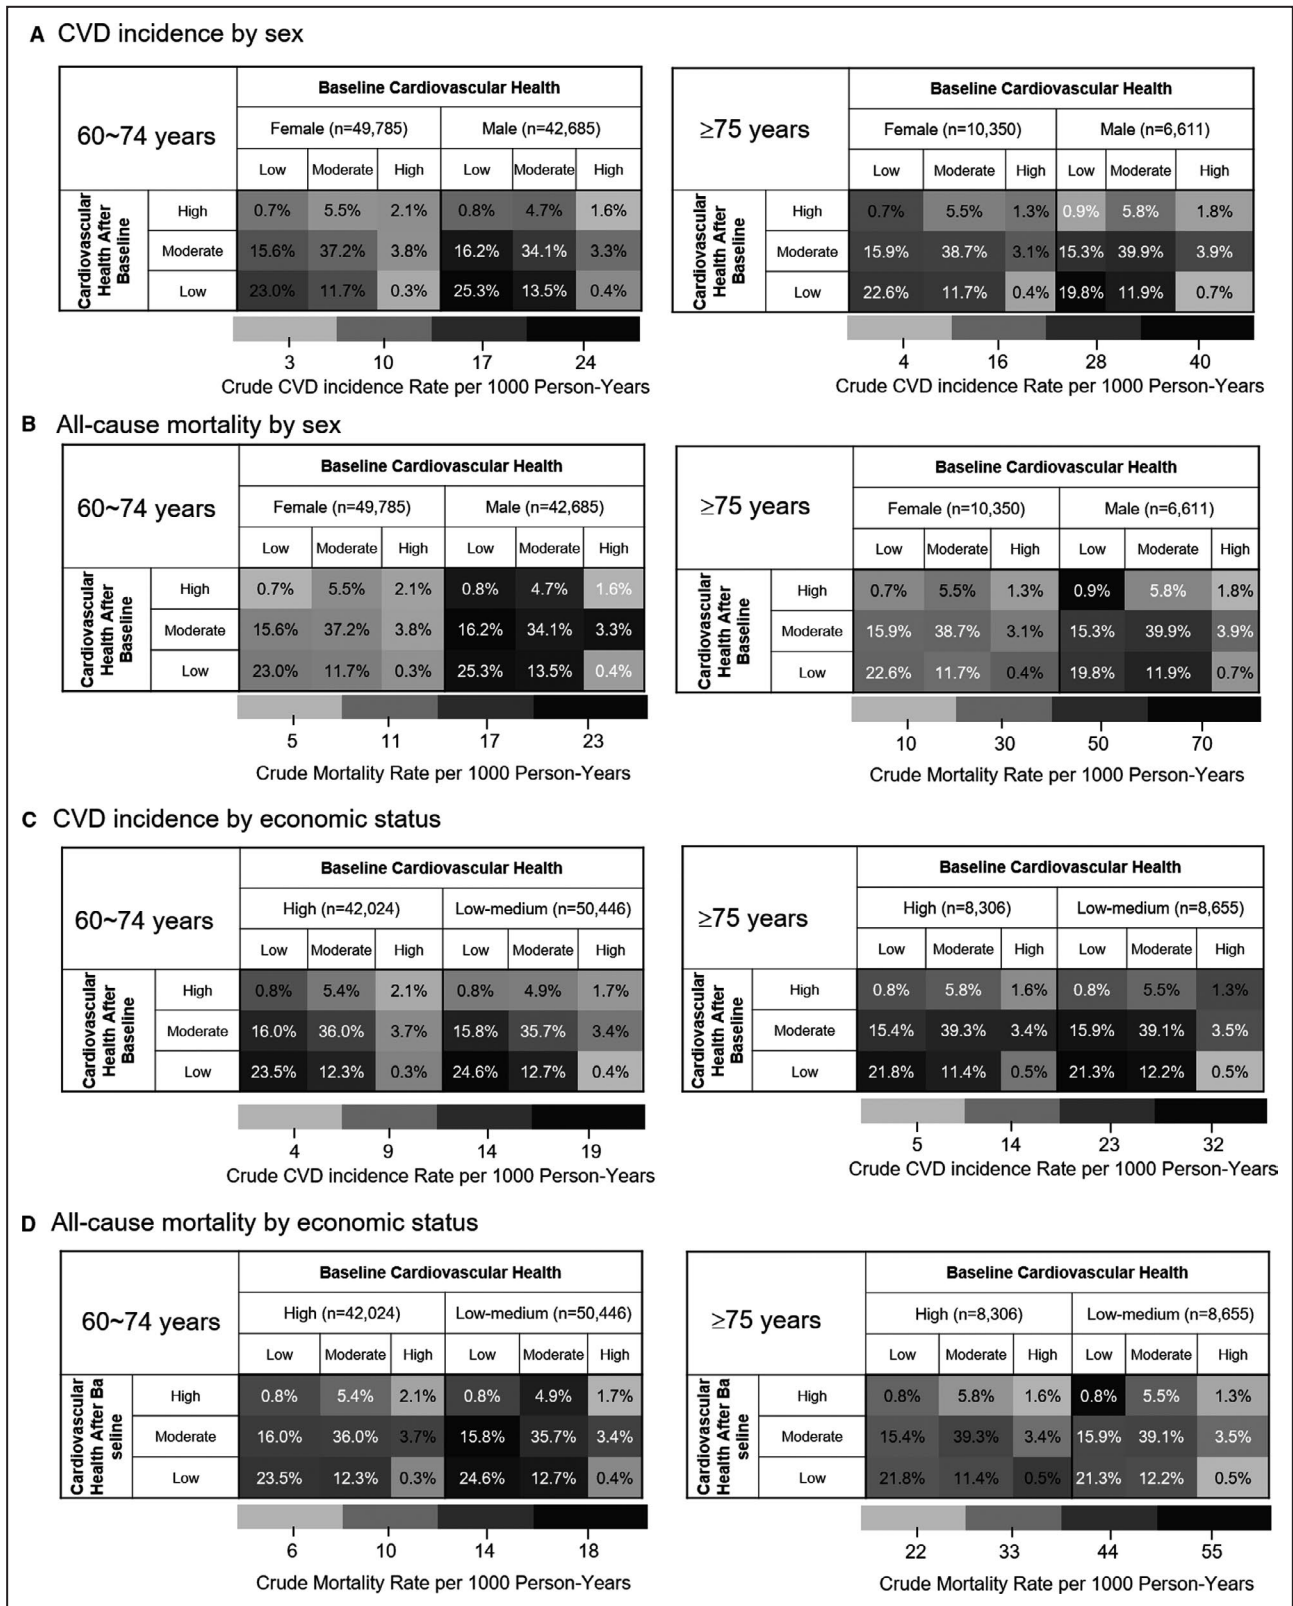 A CVD incidence by sex
60~74 years
Baseline Cardiovascular Health
Female (n=49,785) Male (n=42,685)
Low Moderate High Low Moderate High
Cardiovascular
Health After
Baseline
High 0.7% 5.5% 2.1% 0.8% 4.7% 1.6%
Moderate 15.6% 37.2% 3.8% 16.2% 34.1% 3.3%
Low 23.0% 11.7% 0.3% 25.3% 13.5% 0.4%
3 10 17 24
Crude CVD incidence Rate per 1000 Person-Years
≥75 years
Baseline Cardiovascular Health
Female (n=10,350) Male (n=6,611)
Low Moderate High Low Moderate High
Cardiovascular
Health After
Baseline
High 0.7% 5.5% 1.3% 0.9% 5.8% 1.8%
Moderate 15.9% 38.7% 3.1% 15.3% 39.9% 3.9%
Low 22.6% 11.7% 0.4% 19.8% 11.9% 0.7%
4 16 28 40
Crude CVD incidence Rate per 1000 Person-Years
B All-cause mortality by sex
60~74 years
Baseline Cardiovascular Health
Female (n=49,785) Male (n=42,685)
Low Moderate High Low Moderate High
Cardiovascular
Health After
Baseline
High 0.7% 5.5% 2.1% 0.8% 4.7% 1.6%
Moderate 15.6% 37.2% 3.8% 16.2% 34.1% 3.3%
Low 23.0% 11.7% 0.3% 25.3% 13.5% 0.4%
5 11 17 23
Crude Mortality Rate per 1000 Person-Years
≥75 years
Baseline Cardiovascular Health
Female (n=10,350) Male (n=6,611)
Low Moderate High Low Moderate High
Cardiovascular
Health After
Baseline
High 0.7% 5.5% 1.3% 0.9% 5.8% 1.8%
Moderate 15.9% 38.7% 3.1% 15.3% 39.9% 3.9%
Low 22.6% 11.7% 0.4% 19.8% 11.9% 0.7%
10 30 50 70
Crude Mortality Rate per 1000 Person-Years
C CVD incidence by economic status
60~74 years
Baseline Cardiovascular Health
High (n=42,024) Low-medium (n=50,446)
Low Moderate High Low Moderate High
Cardiovascular
Health After
Baseline
High 0.8% 5.4% 2.1% 0.8% 4.9% 1.7%
Moderate 16.0% 36.0% 3.7% 15.8% 35.7% 3.4%
Low 23.5% 12.3% 0.3% 24.6% 12.7% 0.4%
4 9 14 19
Crude CVD incidence Rate per 1000 Person-Years
≥75 years
Baseline Cardiovascular Health
High (n=8,306) Low-medium (n=8,655)
Low Moderate High Low Moderate High
Cardiovascular
Health After
Baseline
High 0.8% 5.8% 1.6% 0.8% 5.5% 1.3%
Moderate 15.4% 39.3% 3.4% 15.9% 39.1% 3.5%
Low 21.8% 11.4% 0.5% 21.3% 12.2% 0.5%
5 14 23 32
Crude CVD incidence Rate per 1000 Person-Years
D All-cause mortality by economic status
60~74 years
Baseline Cardiovascular Health
High (n=42,024) Low-medium (n=50,446)
Low Moderate High Low Moderate High
Cardiovascular
Health After Ba
seline
High 0.8% 5.4% 2.1% 0.8% 4.9% 1.7%
Moderate 16.0% 36.0% 3.7% 15.8% 35.7% 3.4%
Low 23.5% 12.3% 0.3% 24.6% 12.7% 0.4%
6 10 14 18
Crude Mortality Rate per 1000 Person-Years
≥75 years
Baseline Cardiovascular Health
High (n=8,306) Low-medium (n=8,655)
Low Moderate High Low Moderate High
Cardiovascular
Health After Ba
seline
High 0.8% 5.8% 1.6% 0.8% 5.5% 1.3%
Moderate 15.4% 39.3% 3.4% 15.9% 39.1% 3.5%
Low 21.8% 11.4% 0.5% 21.3% 12.2% 0.5%
22 33 44 55
Crude Mortality Rate per 1000 Person-Years